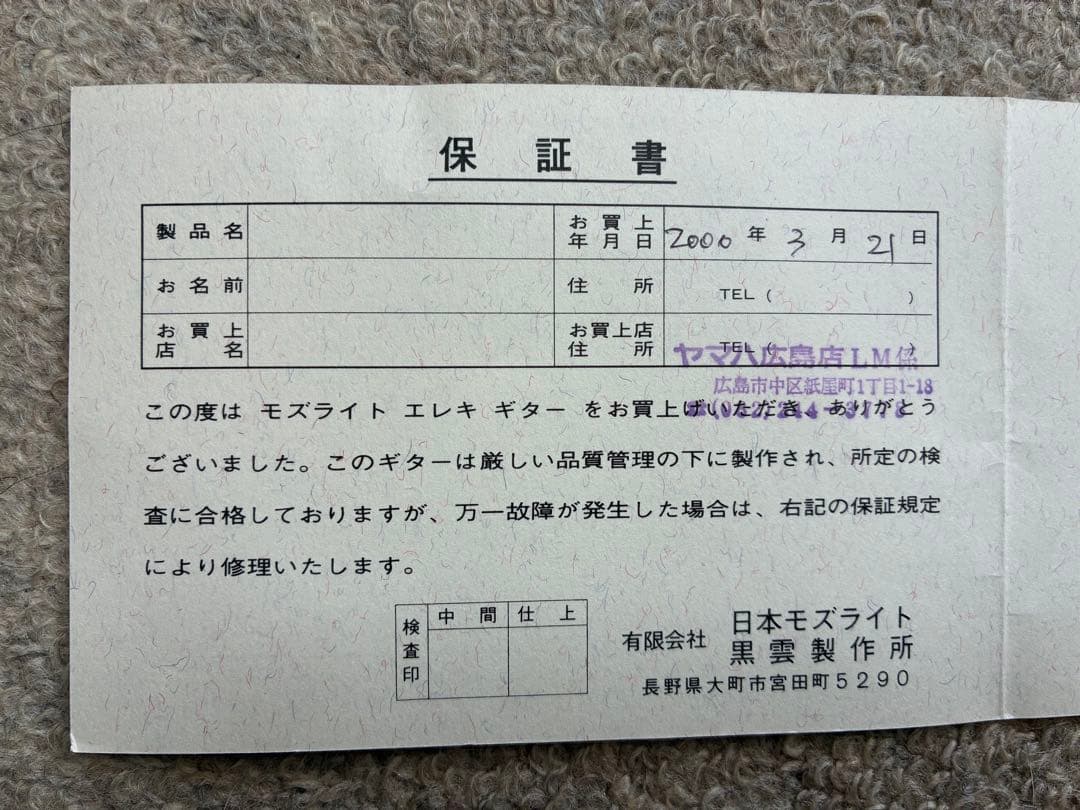 保証書
製品名
お買上年月日 2000年 3月 21日
お名前
住所 TEL( )
お買上店名
お買上店住所 TEL( )
ヤマハ広島店LM係
広島市中区紙屋町1丁目1-18
この度は モズライト エレキ ギター をお買上げいただき、ありがとう
ございました。このギターは厳しい品質管理の下に製作され、所定の検
査に合格しておりますが、万一故障が発生した場合は、右記の保証規定
により修理いたします。
検査印 中間 仕上
有限会社 日本モズライト
黒雲製作所
長野県大町市宮田町5290